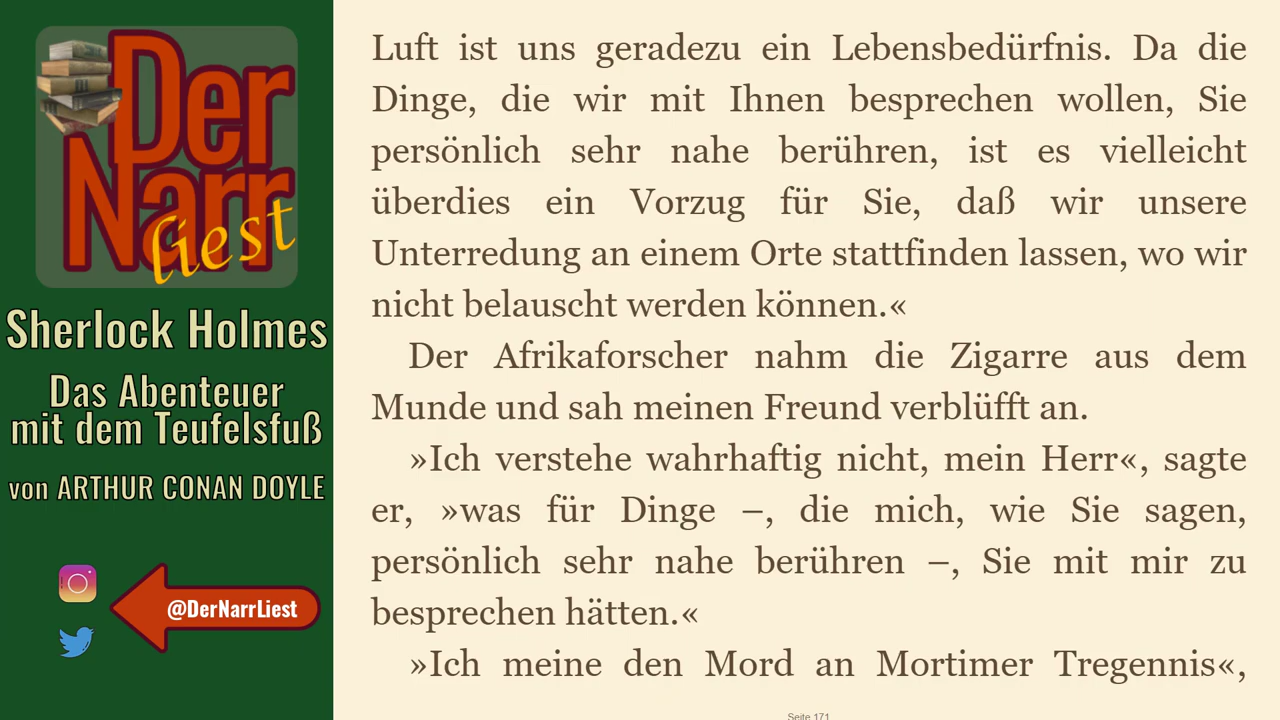 Der
Narr
liest
Sherlock Holmes
Das Abenteuer
mit dem Teufelsfuß
von ARTHUR CONAN DOYLE
@DerNarrLiest
Luft ist uns geradezu ein Lebensbedürfnis. Da die
Dinge, die wir mit Ihnen besprechen wollen, Sie
persönlich sehr nahe berühren, ist es vielleicht
überdies ein Vorzug für Sie, daß wir unsere
Unterredung an einem Orte stattfinden lassen, wo wir
nicht belauscht werden können.«
Der Afrikaforscher nahm die Zigarre aus dem
Munde und sah meinen Freund verblüfft an.
»Ich verstehe wahrhaftig nicht, mein Herr«, sagte
er, »was für Dinge –, die mich, wie Sie sagen,
persönlich sehr nahe berühren –, Sie mit mir zu
besprechen hätten.«
»Ich meine den Mord an Mortimer Tregennis«,
Seite 171